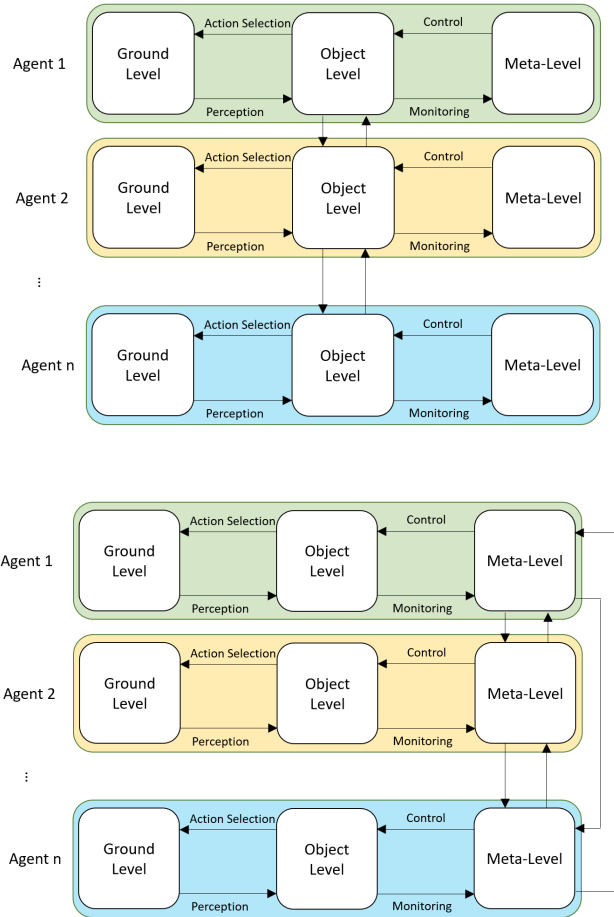 Action Selection
Control
Ground
Level
Object
Level
Meta-Level
Agent 1
Perception
Monitoring
Action Selection
Control
Ground
Level
Object
Level
Meta-Level
Agent 2
Perception
Monitoring
...
Action Selection
Control
Ground
Level
Object
Level
Meta-Level
Agent n
Perception
Monitoring
Action Selection
Control
Ground
Level
Object
Level
Meta-Level
Agent 1
Perception
Monitoring
Action Selection
Control
Ground
Level
Object
Level
Meta-Level
Agent 2
Perception
Monitoring
...
Action Selection
Control
Ground
Level
Object
Level
Meta-Level
Agent n
Perception
Monitoring